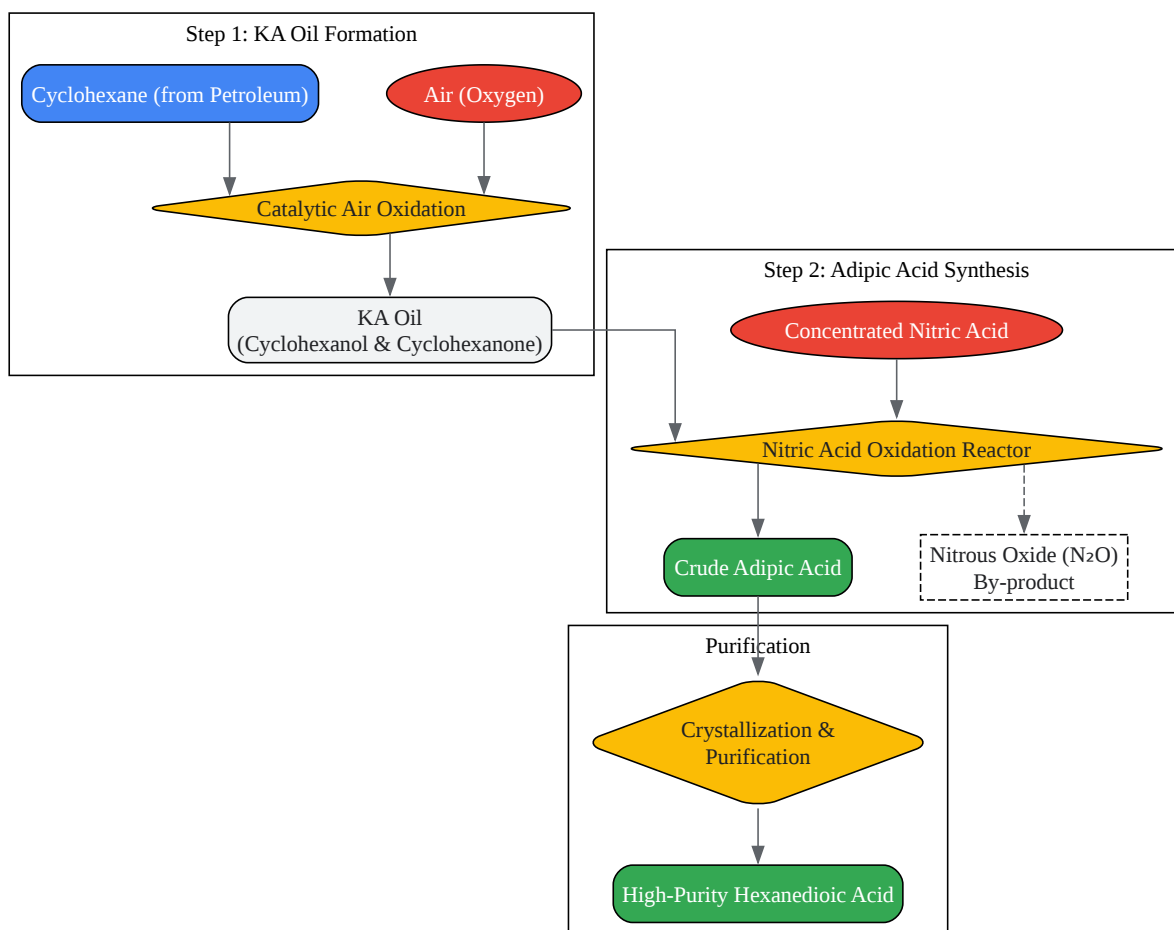 Step 1: KA Oil Formation
Cyclohexane (from Petroleum)
Air (Oxygen)
Catalytic Air Oxidation
KA Oil
(Cyclohexanol & Cyclohexanone)
Step 2: Adipic Acid Synthesis
Concentrated Nitric Acid
Nitric Acid Oxidation Reactor
Crude Adipic Acid
Nitrous Oxide (N₂O)
By-product
Purification
Crystallization &
Purification
High-Purity Hexanedioic Acid